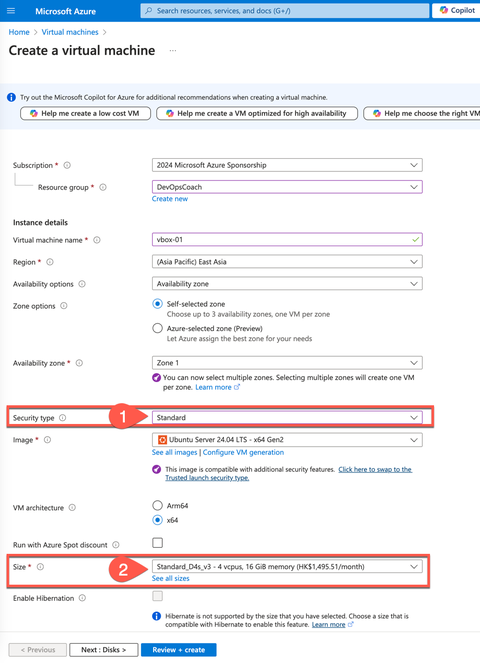 Microsoft Azure
Search resources, services, and docs (G+/)
Copilot
Home > Virtual machines >
Create a virtual machine ...
Try out the Microsoft Copilot for Azure for additional recommendations when creating a virtual machine.
Help me create a low cost VM
Help me create a VM optimized for high availability
Help me choose the right VM
Subscription *
2024 Microsoft Azure Sponsorship
Resource group *
DevOpsCoach
Create new
Instance details
Virtual machine name *
vbox-01
Region *
(Asia Pacific) East Asia
Availability options
Availability zone
Zone options
Self-selected zone
Choose up to 3 availability zones, one VM per zone
Azure-selected zone (Preview)
Let Azure assign the best zone for your needs
Availability zone *
Zone 1
You can now select multiple zones. Selecting multiple zones will create one VM
per zone. Learn more
Security type
1
Standard
Image *
Ubuntu Server 24.04 LTS - x64 Gen2
See all images | Configure VM generation
This image is compatible with additional security features. Click here to swap to the
Trusted launch security type.
VM architecture
Arm64
x64
Run with Azure Spot discount
Size *
2
Standard_D4s_v3 - 4 vcpus, 16 GiB memory (HK$1,495.51/month)
See all sizes
Enable Hibernation
Hibernate is not supported by the size that you have selected. Choose a size that is
compatible with Hibernate to enable this feature. Learn more
< Previous
Next : Disks >
Review + create